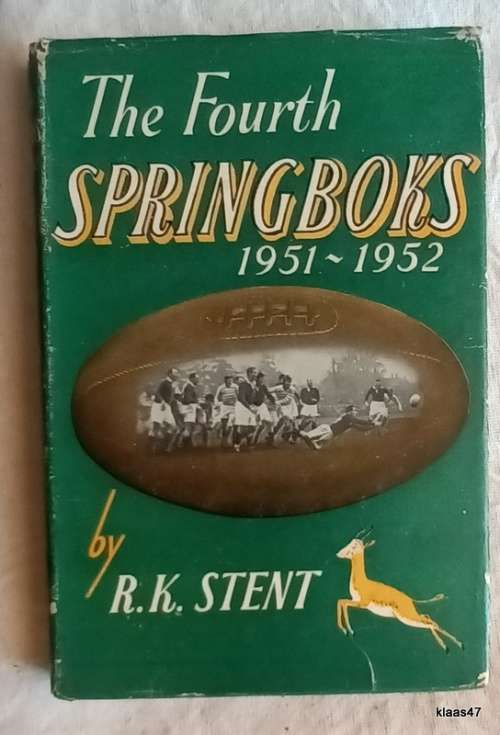 The Fourth
SPRINGBOKS
1951~1952
by
R.K. STENT
klaas47